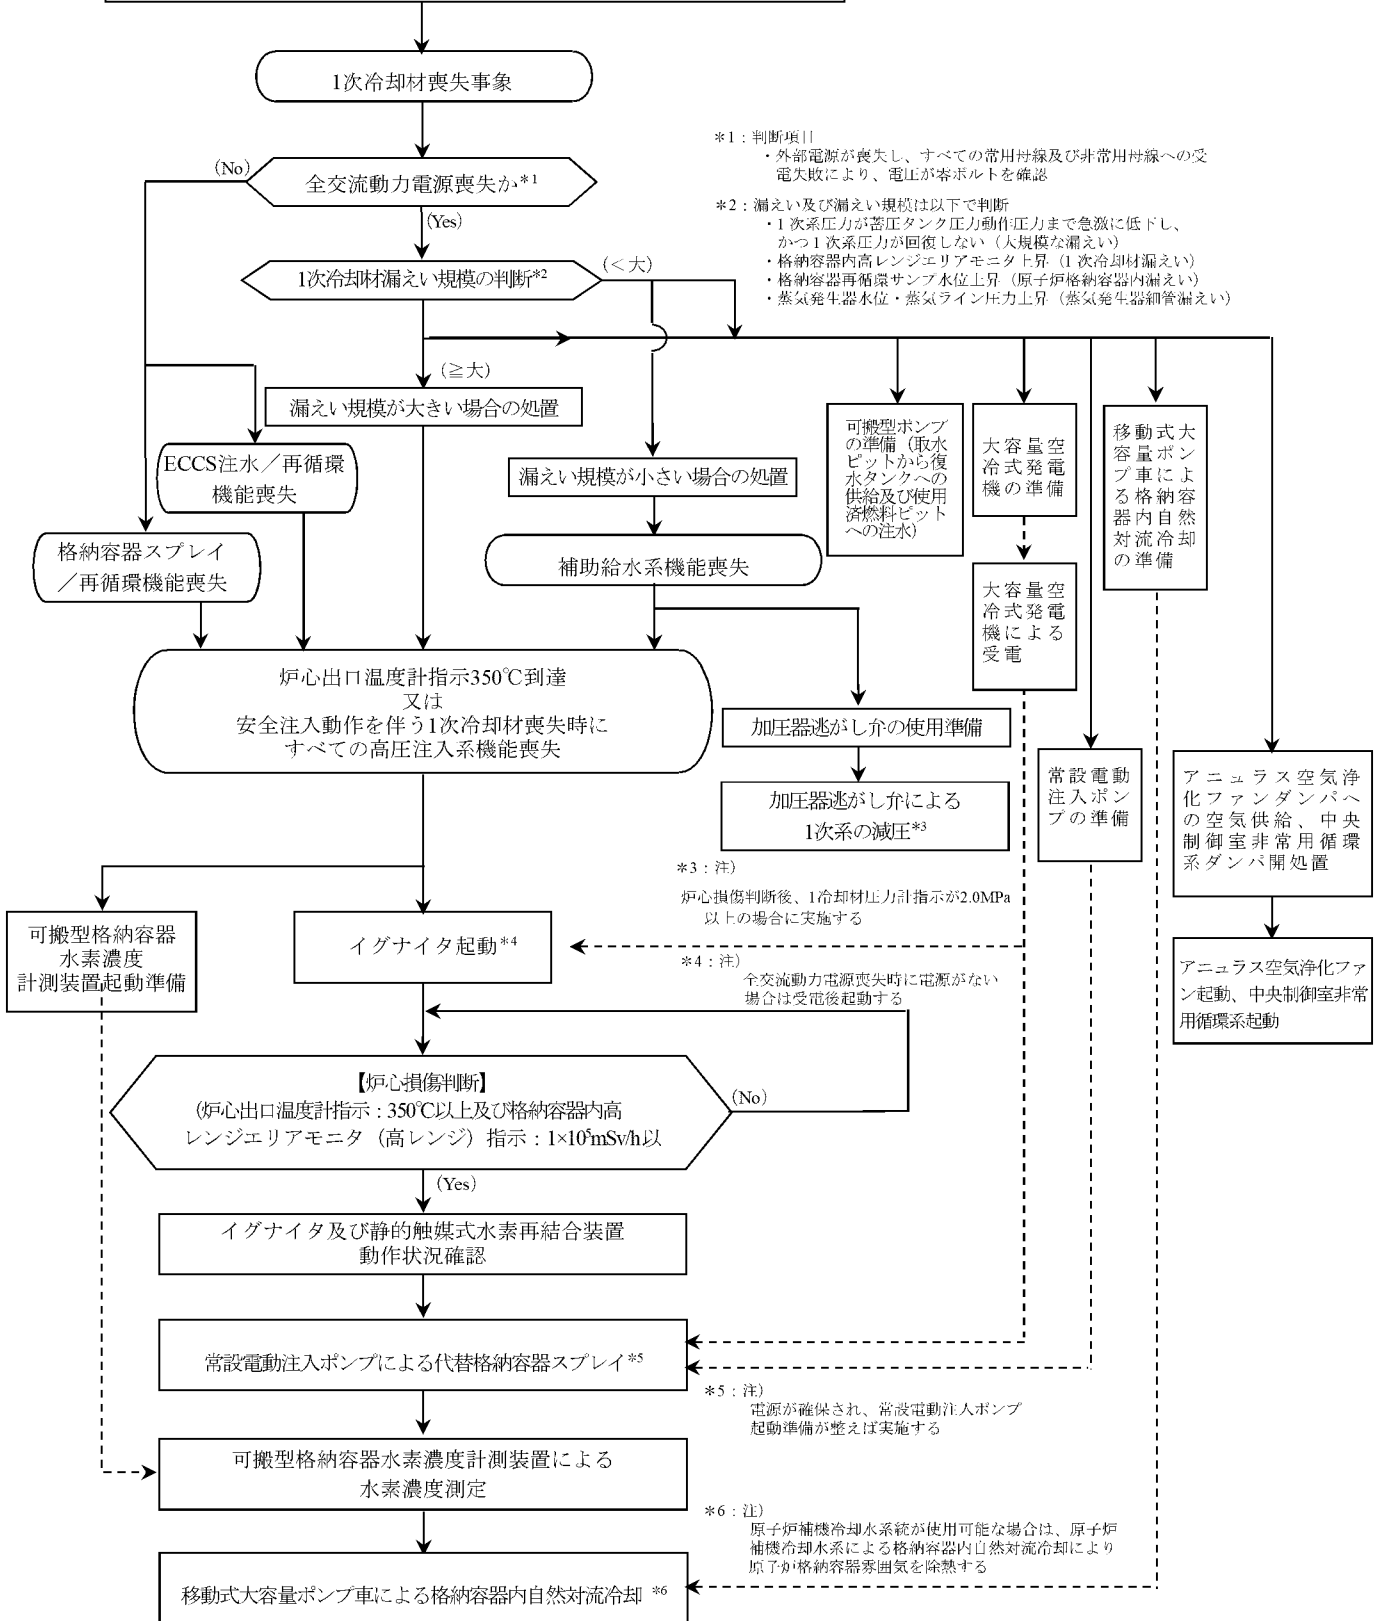 1次冷却材喪失事象
(No)
全交流動力電源喪失か*1
(Yes)
*1：判断項目
・外部電源が喪失し、すべての常用母線及び非常用母線への受
電失敗により、電圧が零ボルトを確認
*2：漏えい及び漏えい規模は以下で判断
・1次系圧力が蓄圧タンク圧力動作圧力まで急激に低下し、
かつ1次系圧力が回復しない（大規模な漏えい）
・格納容器内高レンジエリアモニタ上昇（1次冷却材漏えい）
・格納容器再循環サンプ水位上昇（原子炉格納容器内漏えい）
・蒸気発生器水位・蒸気ライン圧力上昇（蒸気発生器細管漏えい）
1次冷却材漏えい規模の判断*2
(＜大)
(≧大)
漏えい規模が大きい場合の処置
ECCS注水／再循環
機能喪失
格納容器スプレイ
／再循環機能喪失
漏えい規模が小さい場合の処置
補助給水系機能喪失
可搬型ポンプ
の準備（取水
ピットから復
水タンクへの
供給及び使用
済燃料ピット
への注水）
大容量空
冷式発電
機の準備
大容量空
冷式発電
機による
受電
移動式大
容量ポン
プ車によ
る格納容
器内自然
対流冷却
の準備
炉心出口温度計指示350℃到達
又は
安全注入動作を伴う1次冷却材喪失時に
すべての高圧注入系機能喪失
加圧器逃がし弁の使用準備
加圧器逃がし弁による
1次系の減圧*3
常設電動
注入ポン
プの準備
アニュラス空気浄
化ファンダンパへ
の空気供給、中央
制御室非常用循環
系ダンパ開処置
アニュラス空気浄化ファ
ン起動、中央制御室非常
用循環系起動
*3：注）
炉心損傷判断後、1冷却材圧力計指示が2.0MPa
以上の場合に実施する
可搬型格納容器
水素濃度
計測装置起動準備
イグナイタ起動*4
*4：注）
全交流動力電源喪失時に電源がない
場合は受電後起動する
【炉心損傷判断】
（炉心出口温度計指示：350℃以上及び格納容器内高
レンジエリアモニタ（高レンジ）指示：1×10⁵mSv/h以
(No)
(Yes)
イグナイタ及び静的触媒式水素再結合装置
動作状況確認
常設電動注入ポンプによる代替格納容器スプレイ*5
*5：注）
電源が確保され、常設電動注入ポンプ
起動準備が整えば実施する
可搬型格納容器水素濃度計測装置による
水素濃度測定
*6：注）
原子炉補機冷却水系統が使用可能な場合は、原子炉
補機冷却水系による格納容器内自然対流冷却により
原子炉格納容器雰囲気を除熱する
移動式大容量ポンプ車による格納容器内自然対流冷却 *6